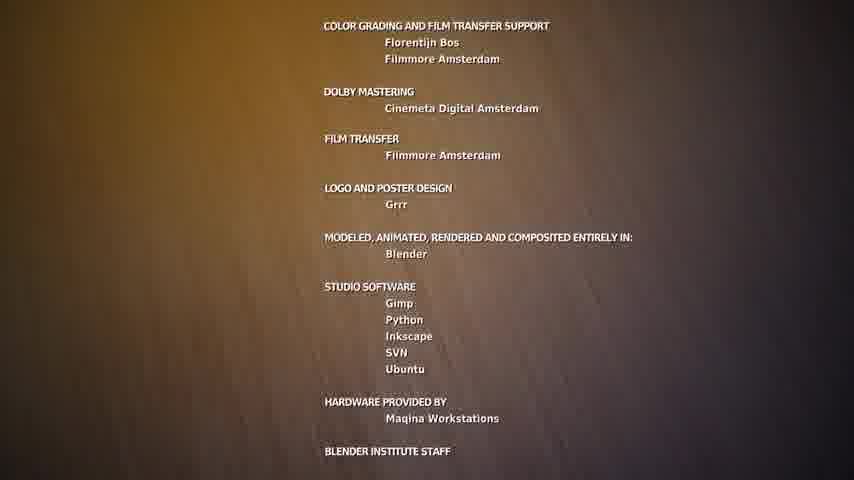 COLOR GRADING AND FILM TRANSFER SUPPORT
Florentijn Bos
Filmmore Amsterdam
DOLBY MASTERING
Cinemeta Digital Amsterdam
FILM TRANSFER
Filmmore Amsterdam
LOGO AND POSTER DESIGN
Grrr
MODELED, ANIMATED, RENDERED AND COMPOSITED ENTIRELY IN:
Blender
STUDIO SOFTWARE
Gimp
Python
Inkscape
SVN
Ubuntu
HARDWARE PROVIDED BY
Maqina Workstations
BLENDER INSTITUTE STAFF